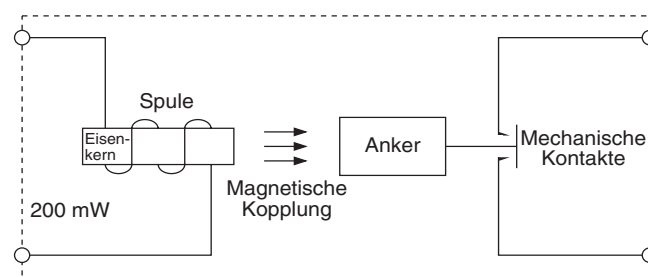 Spule
Eisen-
kern
Magnetische
Kopplung
200 mW
Anker
Mechanische
Kontakte